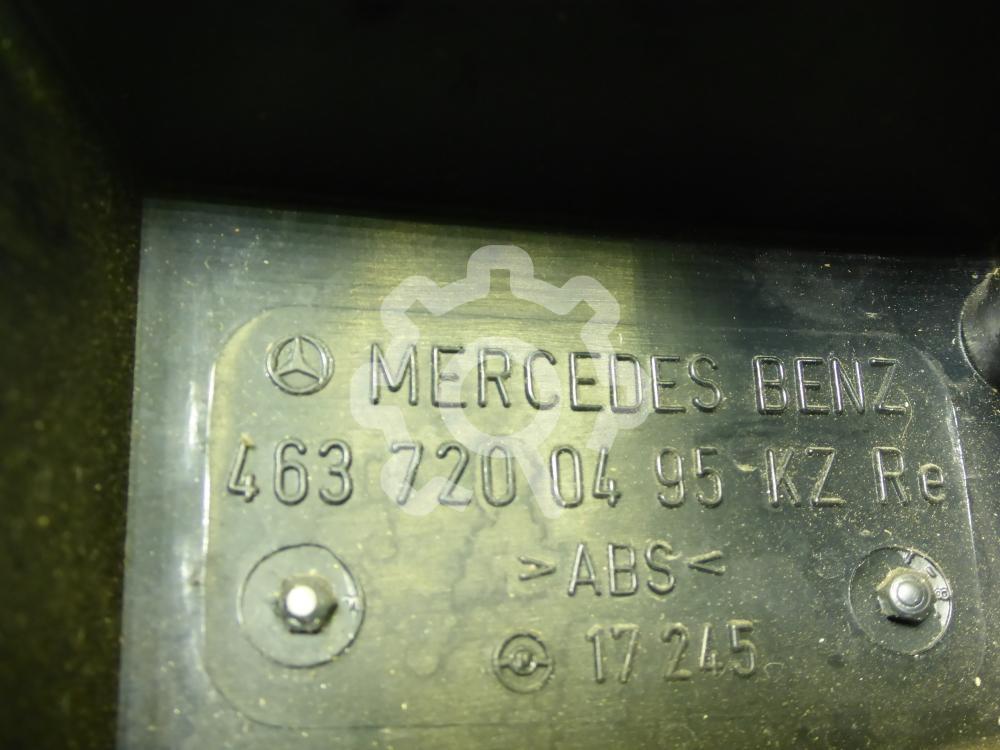 MERCEDES BENZ
463 720 04 95 KZ Re
>ABS<
17 245